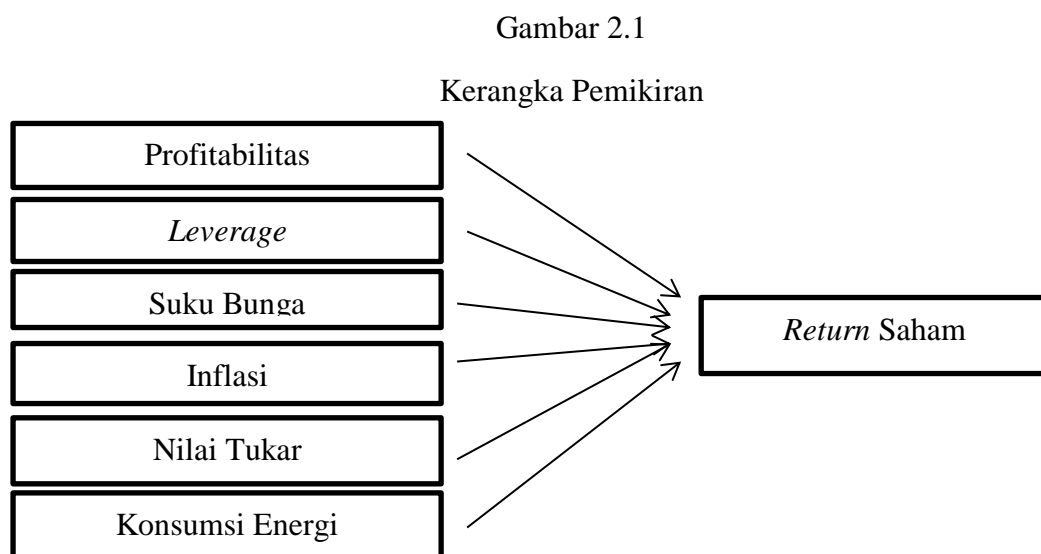 Gambar 2.1
Kerangka Pemikiran
Profitabilitas
Leverage
Suku Bunga
Inflasi
Nilai Tukar
Konsumsi Energi
Return Saham